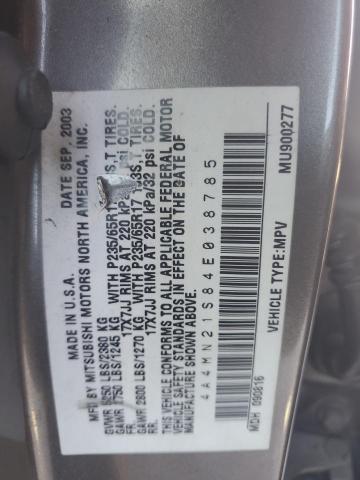 MADE IN U.S.A. DATE SEP, 2003
BY MITSUBISHI MOTORS NORTH AMERICA, INC.
GVWR 5250 LBS/2380 KG
GAWR 2750 LBS/1245 KG WITH P235/65R17 TIRES.
FR. 17X7JJ RIMS AT 220 kPa psi COLD.
GAWR 2800 LBS/1270 KG WITH P235/65R17 TIRES.
RR. 17X7JJ RIMS AT 220 kPa/32 psi COLD.
THIS VEHICLE CONFORMS TO ALL APPLICABLE FEDERAL MOTOR
VEHICLE SAFETY STANDARDS IN EFFECT ON THE DATE OF
MANUFACTURE SHOWN ABOVE.
4A4MN21S84E038785
VEHICLE TYPE:MPV
MDH 090816
MU900277